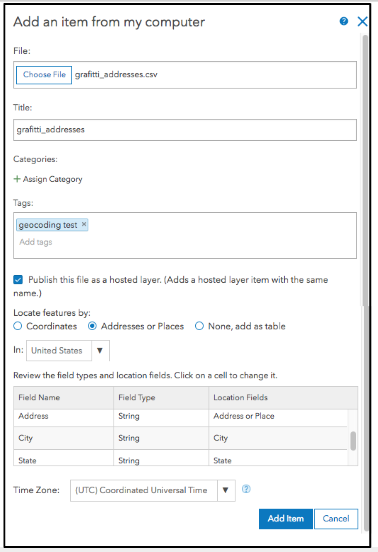 Add an item from my computer
File:
Choose File grafitti_addresses.csv
Title:
grafitti_addresses
Categories:
+ Assign Category
Tags:
geocoding test ×
Add tags
Publish this file as a hosted layer. (Adds a hosted layer item with the same
name.)
Locate features by:
Coordinates Addresses or Places None, add as table
In: United States
Review the field types and location fields. Click on a cell to change it.
Field Name Field Type Location Fields
Address String Address or Place
City String City
State String State
Time Zone: (UTC) Coordinated Universal Time
Add Item Cancel